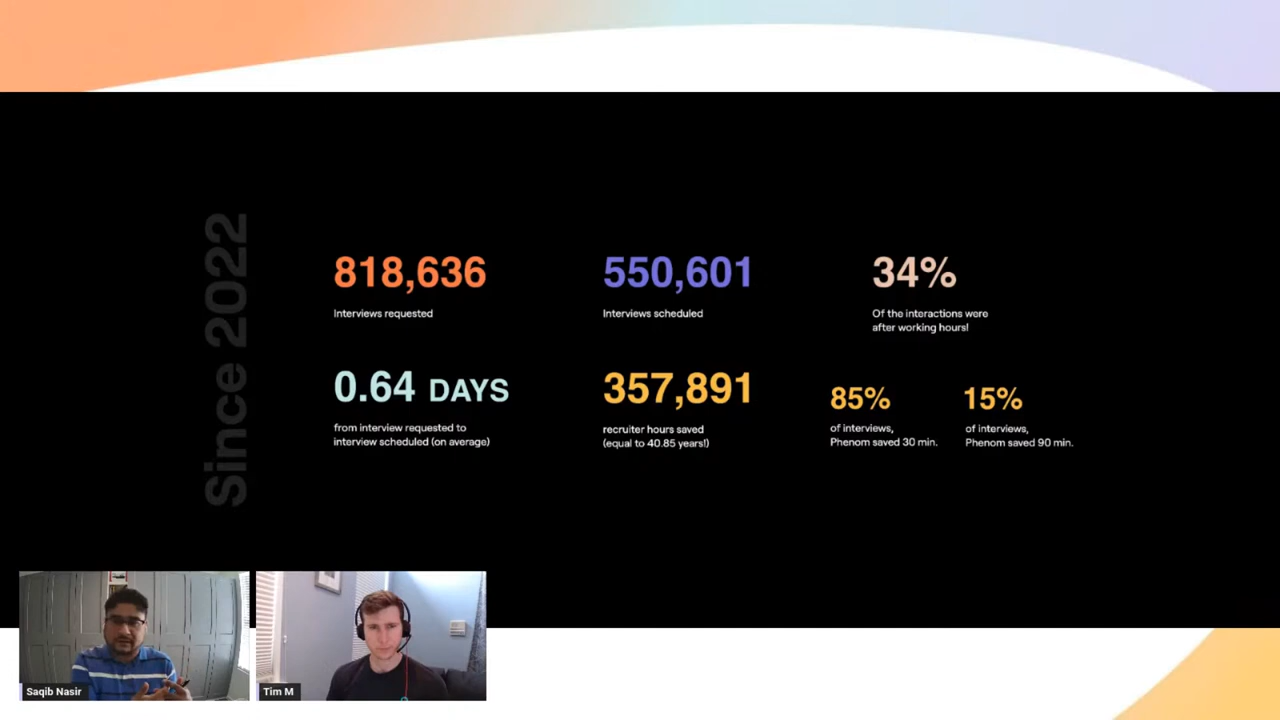 Since 2022
818,636
Interviews requested
550,601
Interviews scheduled
34%
Of the interactions were
after working hours!
0.64 DAYS
from interview requested to
interview scheduled (on average)
357,891
recruiter hours saved
(equal to 40.85 years!)
85%
of interviews,
Phenom saved 30 min.
15%
of interviews,
Phenom saved 90 min.
Saqib Nasir
Tim M